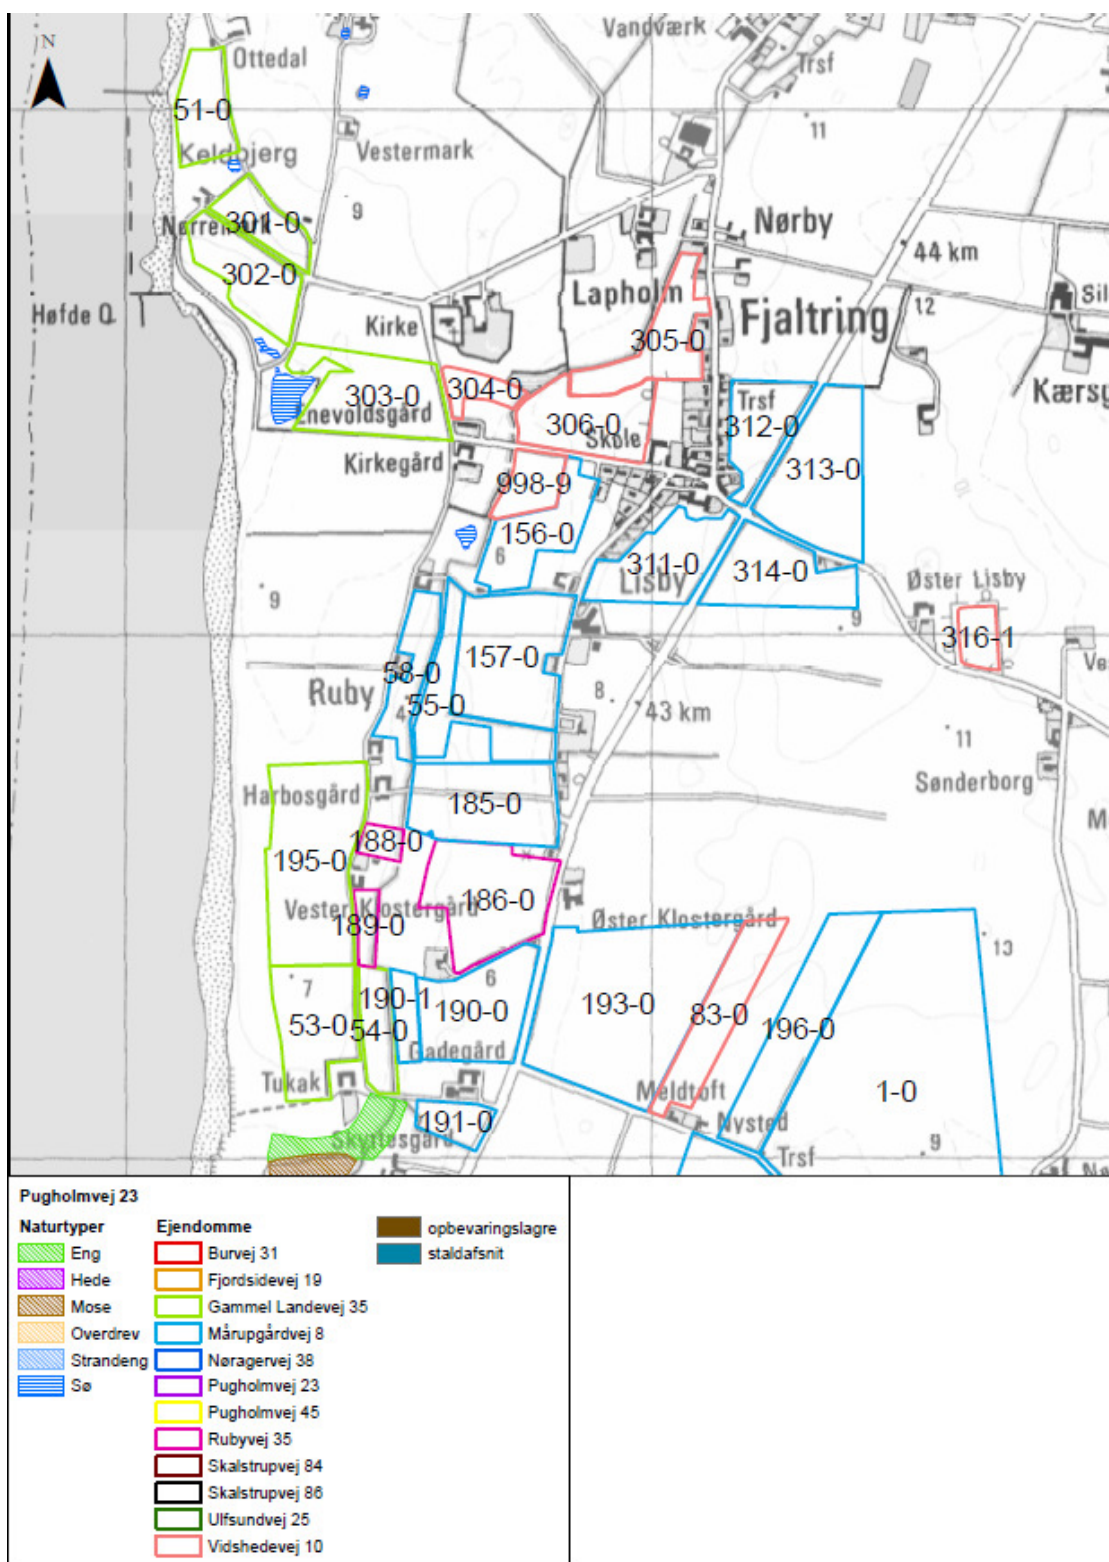 N
Ottedal
Vandværk
Trsf
51-0
11
Keldbjerg
Vestermark
9
301-0
Nørby
302-0
44 km
Lapholm
Høfde Q
Kirke
Fjaltring
12
305-0
304-0
303-0
Trsf
Kærsg
Enevoldsgård
306-0
312-0
Skole
Kirkegård
313-0
998-9
156-0
6
311-0
314-0
Lisby
Øster Lisby
9
9
316-1
157-0
58-0
Ruby
55-0
8
4
43 km
11
Sønderborg
Harbosgård
185-0
M
188-0
195-0
186-0
Vester Klostergård
189-0
Øster Klostergård
13
6
7
190-1
193-0
190-0
83-0
53-0
54-0
196-0
Gadegård
Tukak
Meldtoft
1-0
191-0
Nysted
Skyttesgård
9
Trsf
Pugholmvej 23
Naturtyper
Eng
Hede
Mose
Overdrev
Strandeng
Sø
Ejendomme
Burvej 31
Fjordsidevej 19
Gammel Landevej 35
Mårupgårdvej 8
Nøragervej 38
Pugholmvej 23
Pugholmvej 45
Rubyvej 35
Skalstrupvej 84
Skalstrupvej 86
Ulfsundvej 25
Vidshedevej 10
opbevaringslagre
staldafsnit